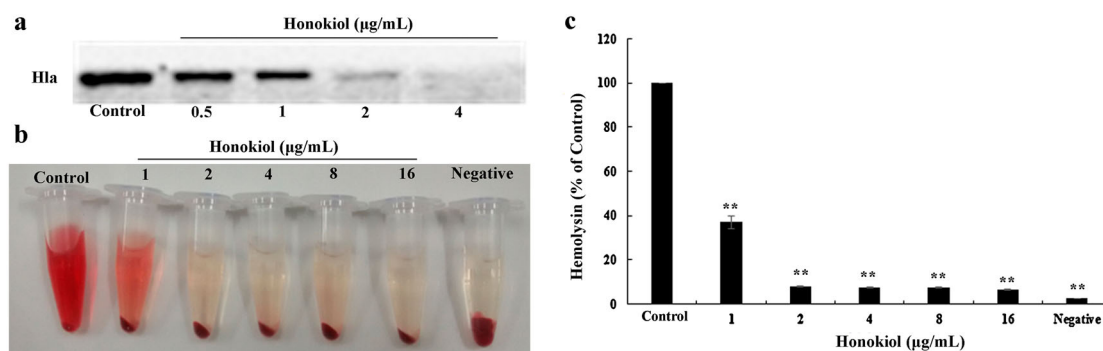 a
Honokiol (μg/mL)
Hla
Control 0.5 1 2 4
b
Honokiol (μg/mL)
Control 1 2 4 8 16 Negative
c
Hemolysin (% of Control)
120
100
80
60
40
20
0
**
**
**
**
**
**
Control 1 2 4 8 16 Negative
Honokiol (μg/mL)